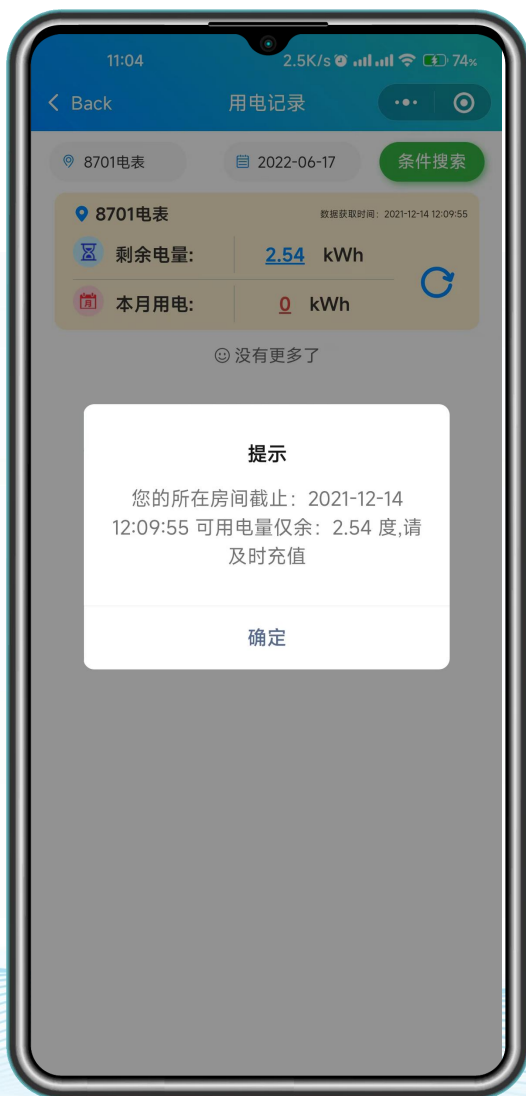 11:04
2.5K/s 74%
Back
用电记录
8701电表
2022-06-17
条件搜索
8701电表
数据获取时间：2021-12-14 12:09:55
剩余电量: 2.54 kWh
月
本月用电: 0 kWh
没有更多了
提示
您的所在房间截止：2021-12-14
12:09:55 可用电量仅余：2.54 度,请
及时充值
确定